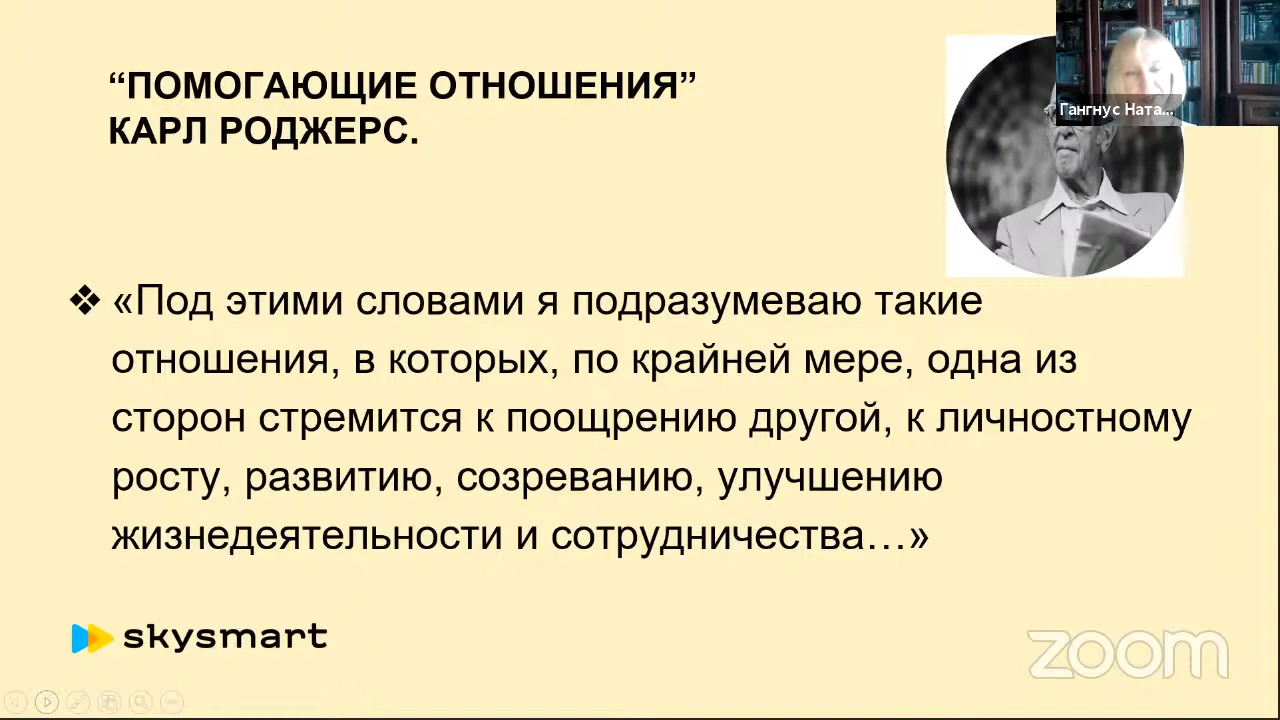 “ПОМОГАЮЩИЕ ОТНОШЕНИЯ”
КАРЛ РОДЖЕРС.
Гангнус Ната...
❖ «Под этими словами я подразумеваю такие
отношения, в которых, по крайней мере, одна из
сторон стремится к поощрению другой, к личностному
росту, развитию, созреванию, улучшению
жизнедеятельности и сотрудничества…»
skysmart
zoom